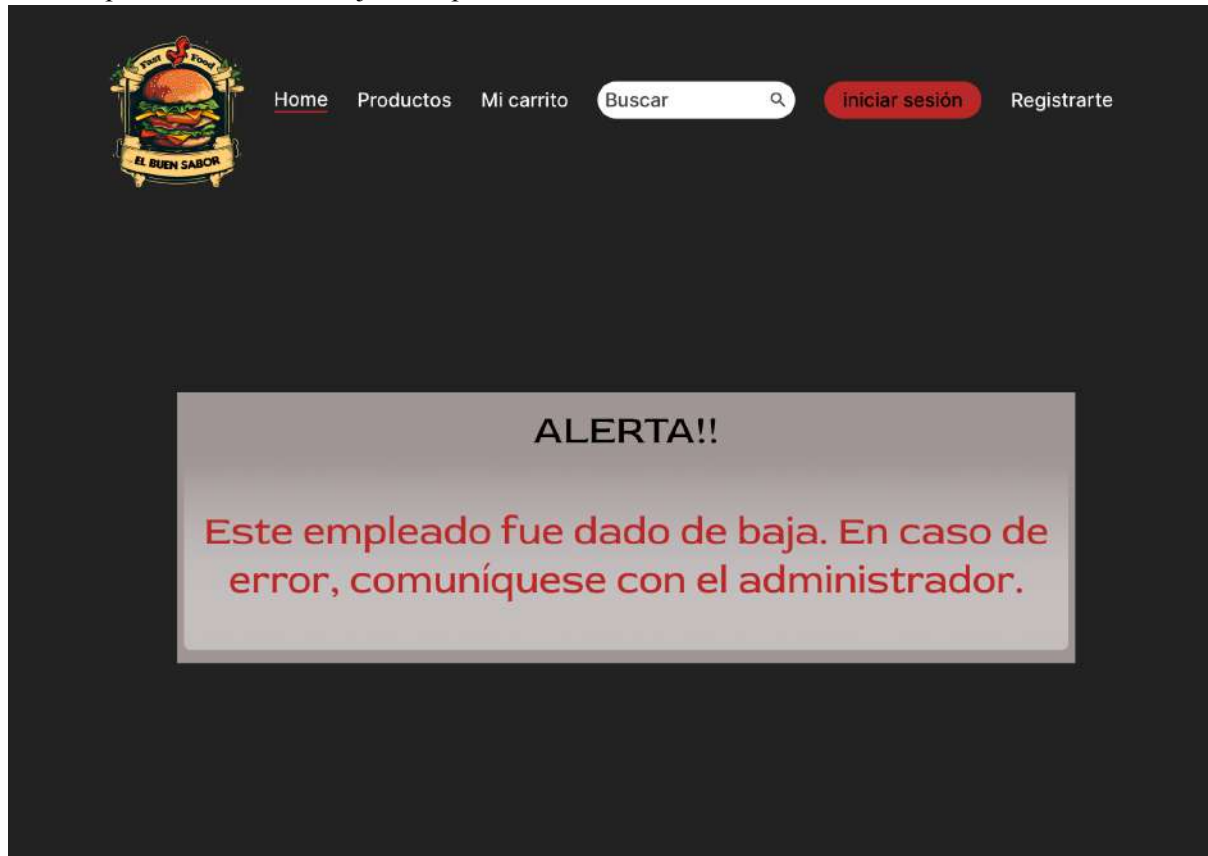 Fast Food
EL BUEN SABOR
Home Productos Mi carrito Buscar iniciar sesión Registrarte
ALERTA!!
Este empleado fue dado de baja. En caso de
error, comuníquese con el administrador.